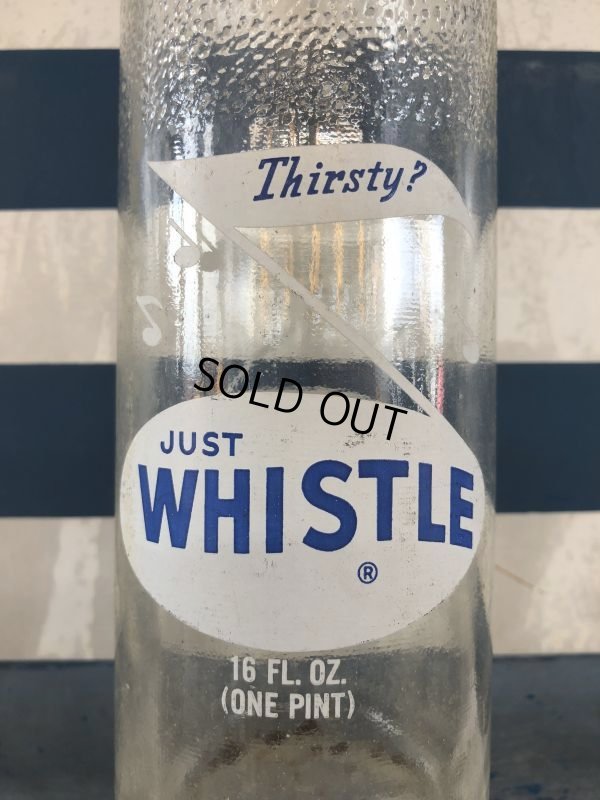 Thirsty?
SOLD OUT
JUST
WHISTLE
®
16 FL. OZ.
(ONE PINT)